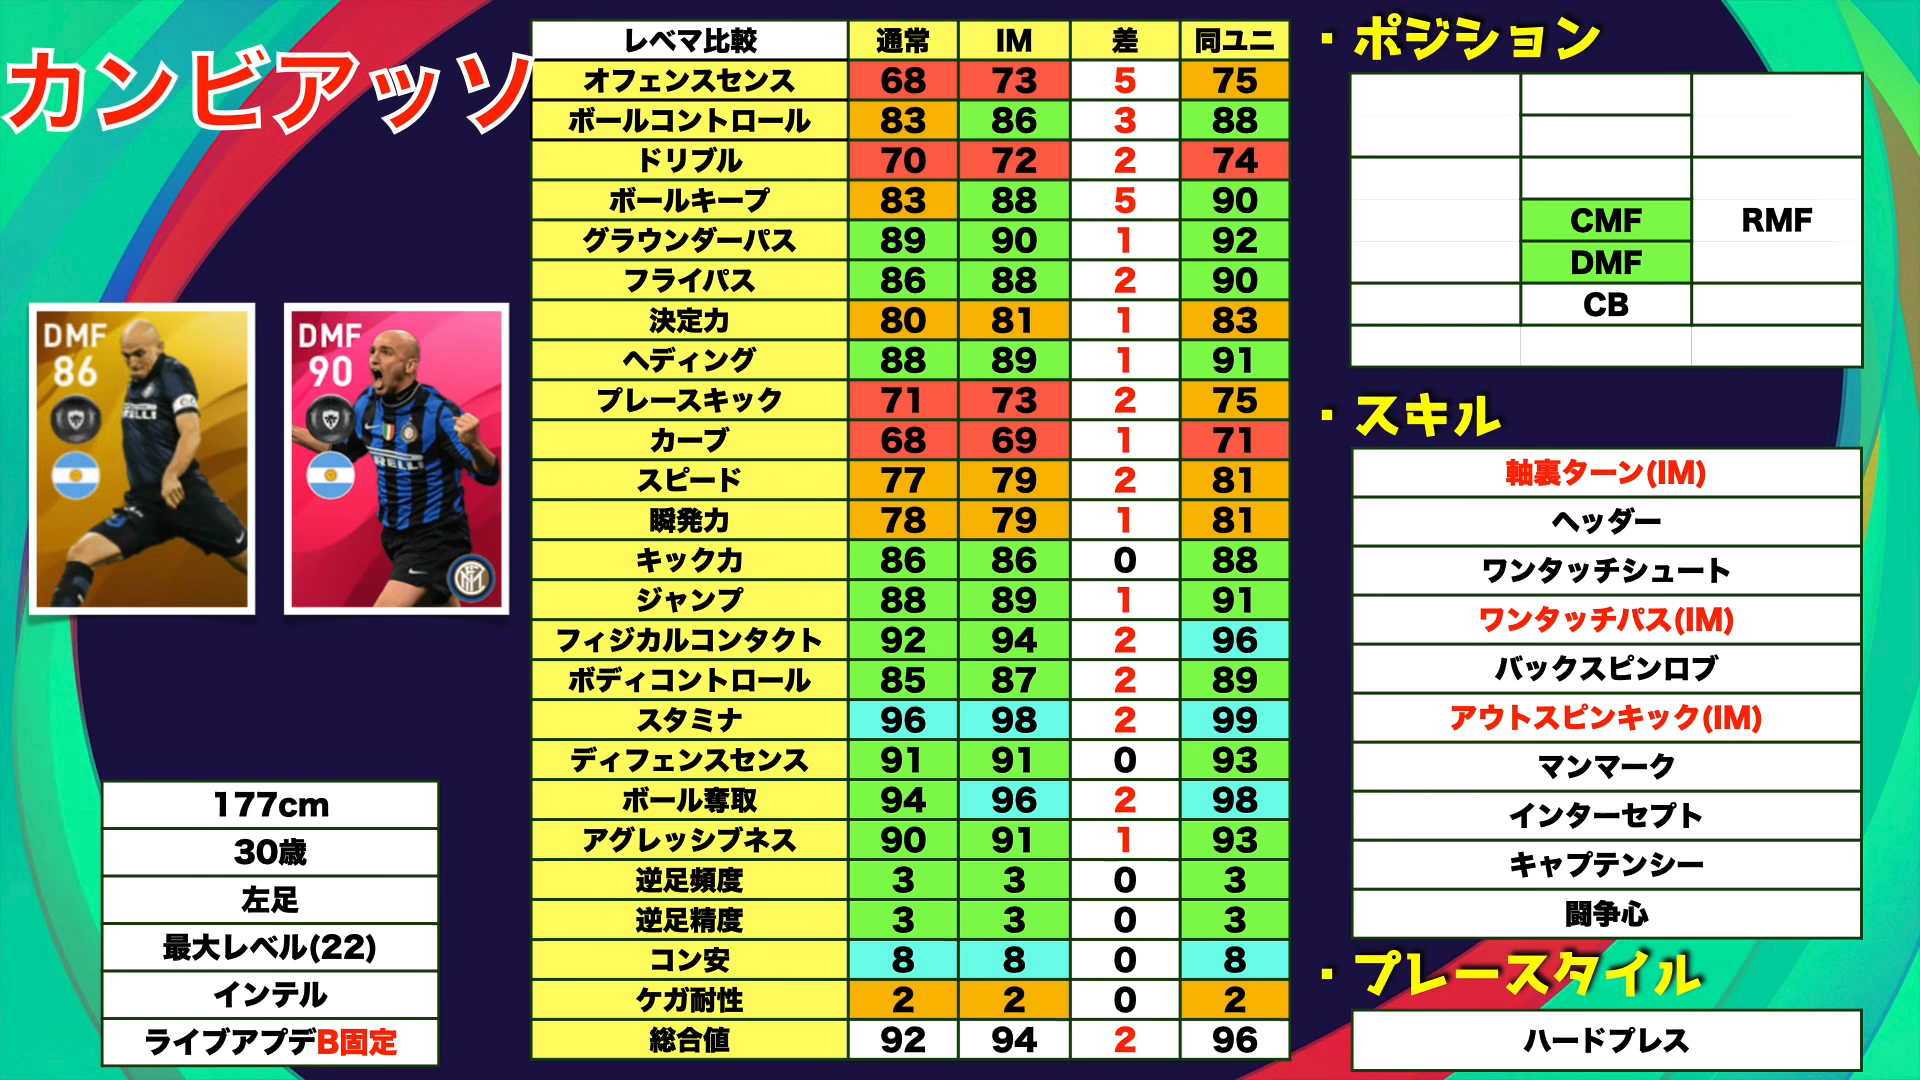 カンビアッソ
DMF
86
DMF
90
PIRELLI
177cm
30歳
左足
最大レベル(22)
インテル
ライブアプデB固定
レベマ比較 通常 IM 差 同ユニ
オフェンスセンス 68 73 5 75
ボールコントロール 83 86 3 88
ドリブル 70 72 2 74
ボールキープ 83 88 5 90
グラウンダーパス 89 90 1 92
フライパス 86 88 2 90
決定力 80 81 1 83
ヘディング 88 89 1 91
プレースキック 71 73 2 75
カーブ 68 69 1 71
スピード 77 79 2 81
瞬発力 78 79 1 81
キック力 86 86 0 88
ジャンプ 88 89 1 91
フィジカルコンタクト 92 94 2 96
ボディコントロール 85 87 2 89
スタミナ 96 98 2 99
ディフェンスセンス 91 91 0 93
ボール奪取 94 96 2 98
アグレッシブネス 90 91 1 93
逆足頻度 3 3 0 3
逆足精度 3 3 0 3
コン安 8 8 0 8
ケガ耐性 2 2 0 2
総合値 92 94 2 96
・ポジション
CMF RMF
DMF
CB
・スキル
軸裏ターン(IM)
ヘッダー
ワンタッチシュート
ワンタッチパス(IM)
バックスピンロブ
アウトスピンキック(IM)
マンマーク
インターセプト
キャプテンシー
闘争心
・プレースタイル
ハードプレス